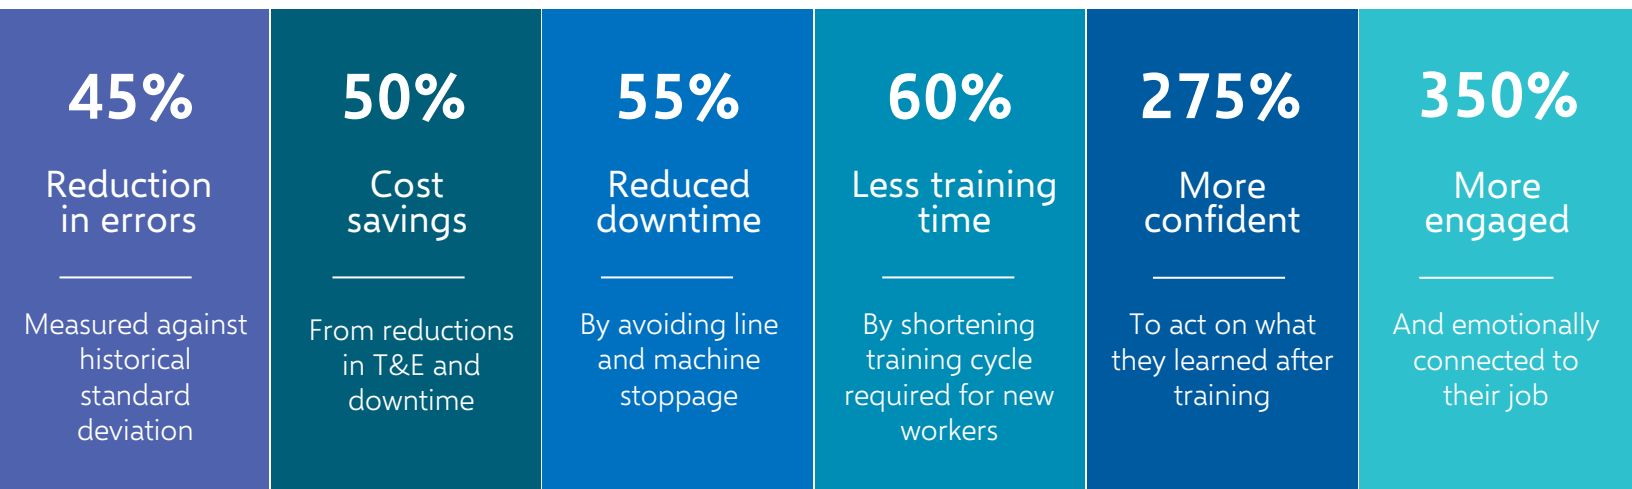 45%
Reduction
in errors
Measured against
historical
standard
deviation
50%
Cost
savings
From reductions
in T&E and
downtime
55%
Reduced
downtime
By avoiding line
and machine
stoppage
60%
Less training
time
By shortening
training cycle
required for new
workers
275%
More
confident
To act on what
they learned after
training
350%
More
engaged
And emotionally
connected to
their job